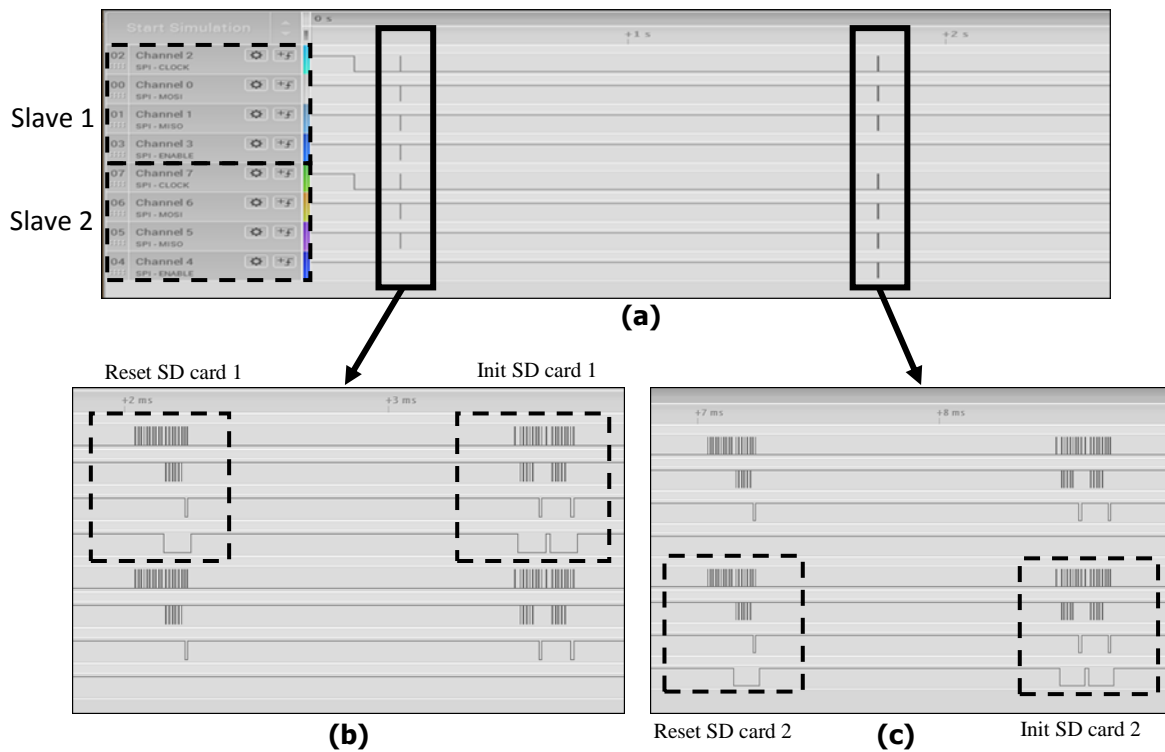 Start Simulation
0 s
+1 s
+2 s
Slave 1
02 Channel 2
SPI - CLOCK
00 Channel 0
SPI - MOSI
01 Channel 1
SPI - MISO
03 Channel 3
SPI - ENABLE
Slave 2
07 Channel 7
SPI - CLOCK
06 Channel 6
SPI - MOSI
05 Channel 5
SPI - MISO
04 Channel 4
SPI - ENABLE
(a)
Reset SD card 1
Init SD card 1
+2 ms
+3 ms
+7 ms
+8 ms
(b)
Reset SD card 2
(c)
Init SD card 2